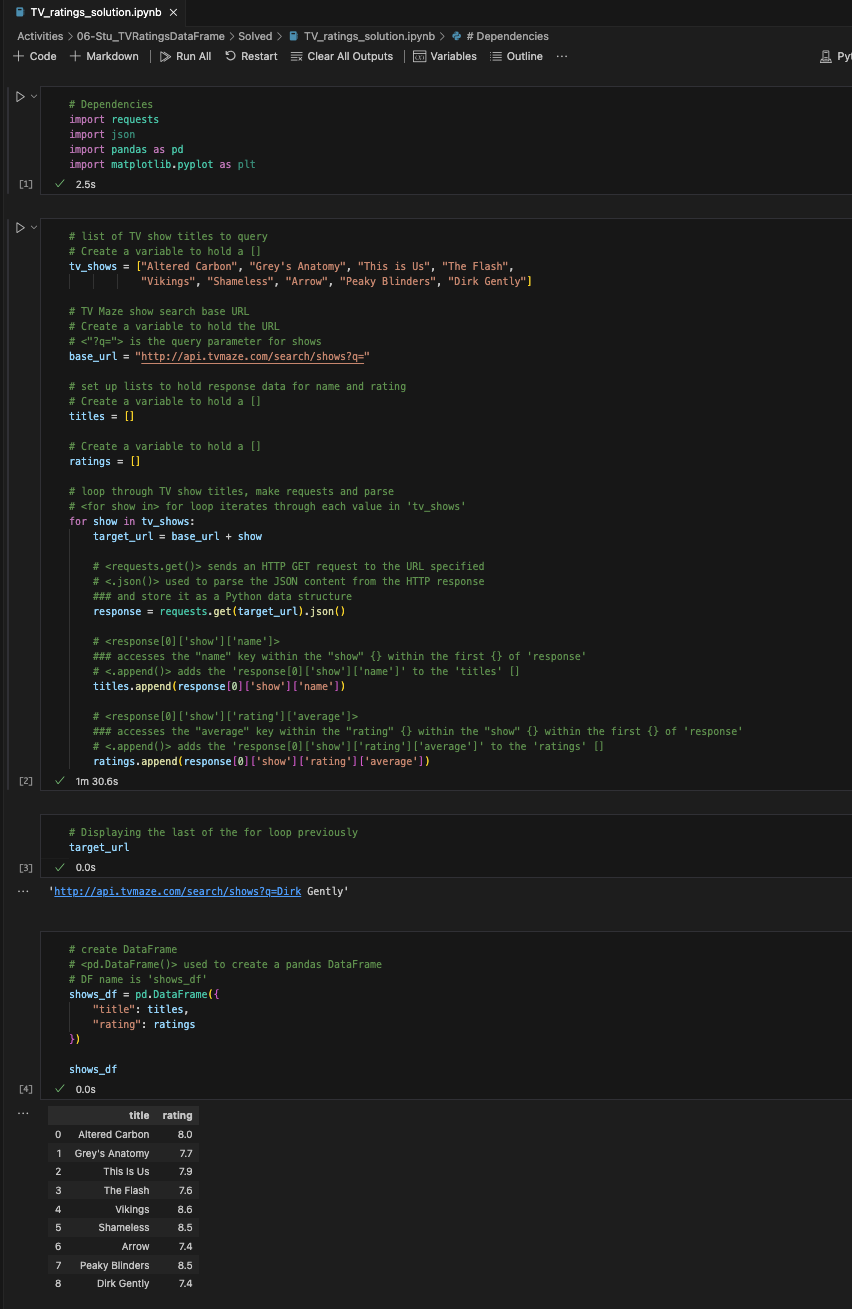 TV_ratings_solution.ipynb ×
Activities > 06-Stu_TVRatingsDataFrame > Solved > TV_ratings_solution.ipynb > # Dependencies
+ Code + Markdown | Run All Restart Clear All Outputs | Variables Outline ···
# Dependencies
import requests
import json
import pandas as pd
import matplotlib.pyplot as plt
[1] ✓ 2.5s
# list of TV show titles to query
# Create a variable to hold a []
tv_shows = ["Altered Carbon", "Grey's Anatomy", "This is Us", "The Flash",
"Vikings", "Shameless", "Arrow", "Peaky Blinders", "Dirk Gently"]
# TV Maze show search base URL
# Create a variable to hold the URL
# <"?q="> is the query parameter for shows
base_url = "http://api.tvmaze.com/search/shows?q="
# set up lists to hold response data for name and rating
# Create a variable to hold a []
titles = []
# Create a variable to hold a []
ratings = []
# loop through TV show titles, make requests and parse
# <for show in> for loop iterates through each value in 'tv_shows'
for show in tv_shows:
target_url = base_url + show
# <requests.get()> sends an HTTP GET request to the URL specified
# <.json()> used to parse the JSON content from the HTTP response
### and store it as a Python data structure
response = requests.get(target_url).json()
# <response[0]['show']['name']>
### accesses the "name" key within the "show" {} within the first {} of 'response'
# <.append()> adds the 'response[0]['show']['name']' to the 'titles' []
titles.append(response[0]['show']['name'])
# <response[0]['show']['rating']['average']>
### accesses the "average" key within the "rating" {} within the "show" {} within the first {} of 'response'
# <.append()> adds the 'response[0]['show']['rating']['average']' to the 'ratings' []
ratings.append(response[0]['show']['rating']['average'])
[2] ✓ 1m 30.6s
# Displaying the last of the for loop previously
target_url
[3] ✓ 0.0s
··· 'http://api.tvmaze.com/search/shows?q=Dirk Gently'
# create DataFrame
# <pd.DataFrame()> used to create a pandas DataFrame
# DF name is 'shows_df'
shows_df = pd.DataFrame({
"title": titles,
"rating": ratings
})
shows_df
[4] ✓ 0.0s
···
title rating
0 Altered Carbon 8.0
1 Grey's Anatomy 7.7
2 This Is Us 7.9
3 The Flash 7.6
4 Vikings 8.6
5 Shameless 8.5
6 Arrow 7.4
7 Peaky Blinders 8.5
8 Dirk Gently 7.4